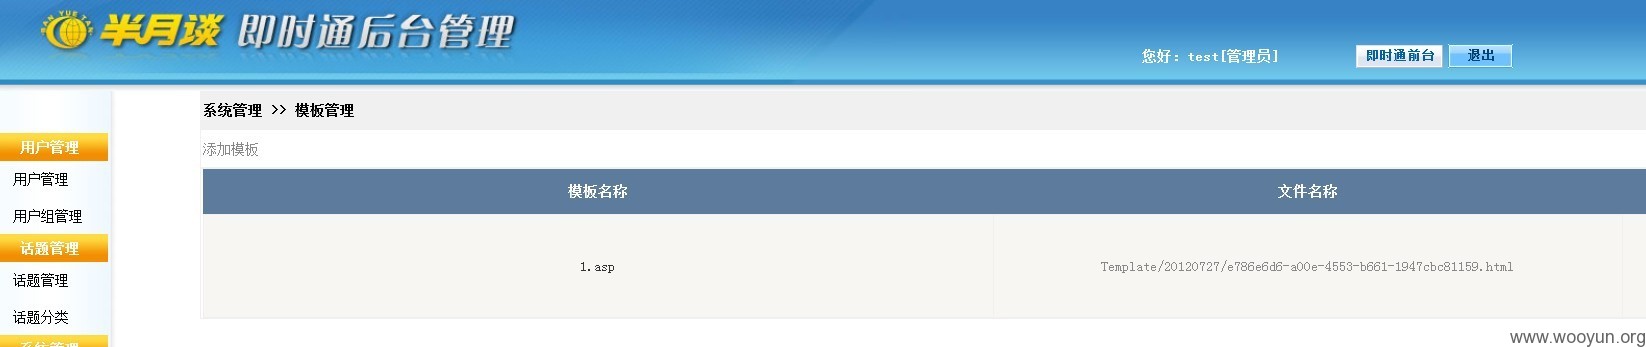 BAN YUE TAN 半月谈 即时通后台管理
您好：test[管理员] 即时通前台 退出
系统管理 >> 模板管理
添加模板
模板名称 文件名称
1.asp Template/20120727/e786e6d6-a00e-4553-b661-1947cbc81159.html
用户管理
用户管理
用户组管理
话题管理
话题管理
话题分类
系统管理
www.wooyun.org